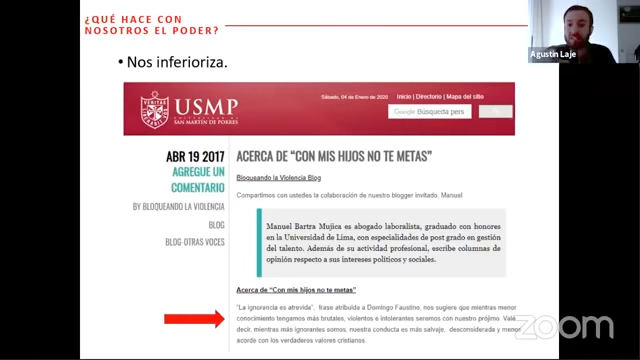 ¿QUÉ HACE CON
NOSOTROS EL PODER?
Agustin Laje
• Nos inferioriza.
VERITAS
USMP
UNIVERSIDAD DE
SAN MARTIN DE PORRES
Sábado, 04 de Enero de 2020
Inicio | Directorio | Mapa del sitio
Google Búsqueda pers
ABR 19 2017
AGREGUE UN
COMENTARIO
BY BLOQUEANDO LA VIOLENCIA
BLOG
BLOG-OTRAS VOCES
ACERCA DE “CON MIS HIJOS NO TE METAS”
Bloqueando la Violencia Blog
Compartimos con ustedes la colaboración de nuestro blogger invitado, Manuel
Manuel Bartra Mujica es abogado laboralista, graduado con honores
en la Universidad de Lima, con especialidades de post grado en gestión
del talento. Además de su actividad profesional, escribe columnas de
opinión respecto a sus intereses políticos y sociales.
Acerca de “Con mis hijos no te metas”
“La ignorancia es atrevida”, frase atribuida a Domingo Faustino, nos sugiere que mientras menor
conocimiento tengamos más brutales, violentos e intolerantes seremos con nuestro prójimo. Vale
decir, mientras más ignorantes somos, nuestra conducta es más salvaje, desconsiderada y menor
acorde con los verdaderos valores cristianos.
zoom